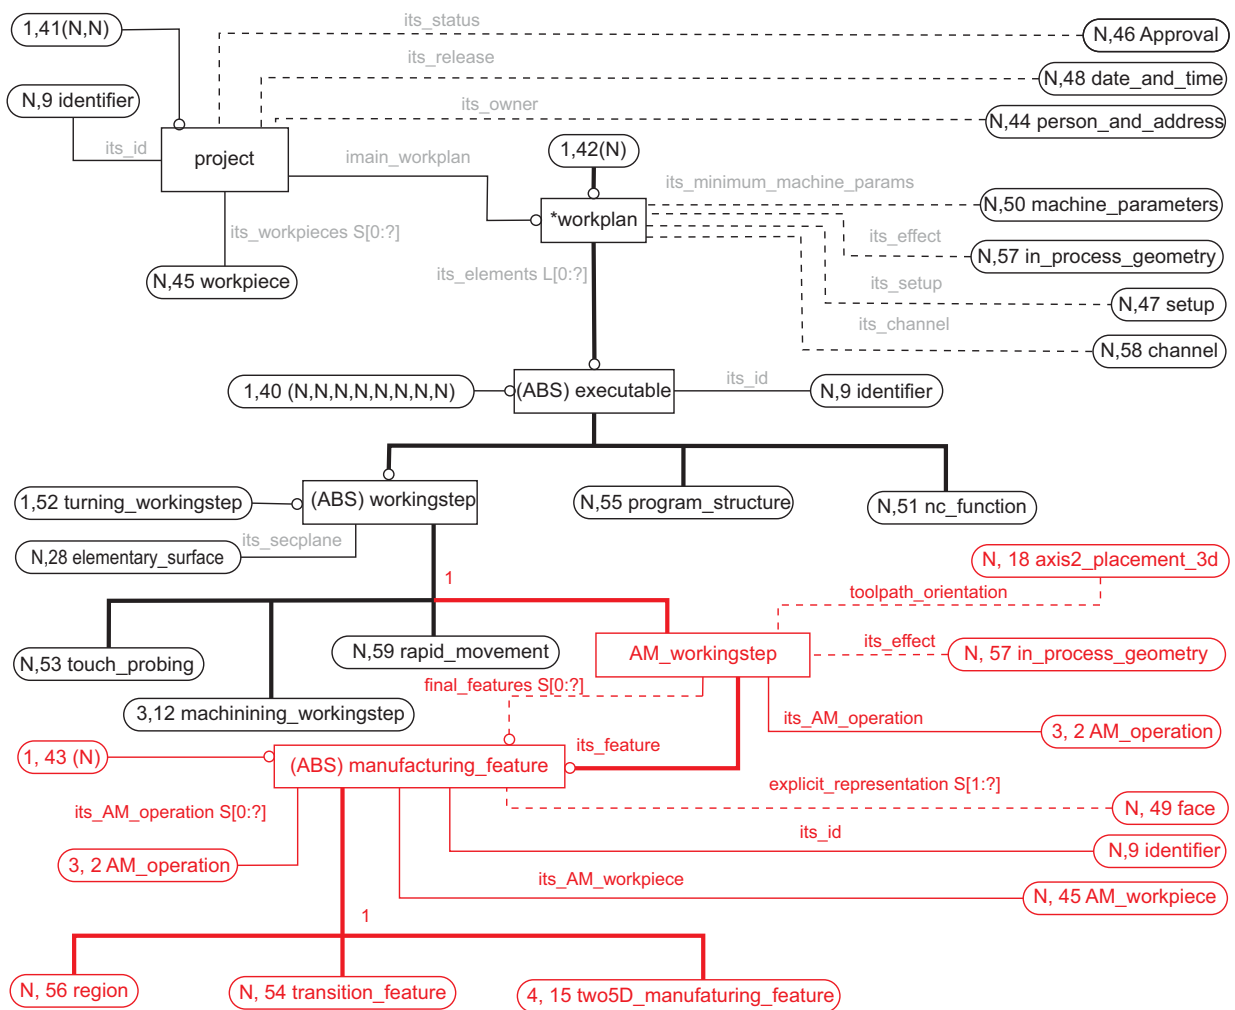 its_status
1,41(N,N)
N,46 Approval
its_release
N,48 date_and_time
N,9 identifier
its_owner
N,44 person_and_address
its_id
project
imain_workplan
1,42(N)
its_minimum_machine_params
N,50 machine_parameters
*workplan
its_workpieces S[0:?]
its_effect
N,57 in_process_geometry
its_elements L[0:?]
N,45 workpiece
its_setup
N,47 setup
its_channel
N,58 channel
1,40 (N,N,N,N,N,N,N,N)
(ABS) executable
its_id
N,9 identifier
1,52 turning_workingstep
(ABS) workingstep
N,55 program_structure
N,51 nc_function
its_secplane
N,28 elementary_surface
N, 18 axis2_placement_3d
1
toolpath_orientation
its_effect
N,53 touch_probing
N,59 rapid_movement
AM_workingstep
N, 57 in_process_geometry
final_features S[0:?]
3,12 machinining_workingstep
its_AM_operation
3, 2 AM_operation
its_feature
1, 43 (N)
(ABS) manufacturing_feature
explicit_representation S[1:?]
N, 49 face
its_AM_operation S[0:?]
its_id
N,9 identifier
3, 2 AM_operation
its_AM_workpiece
N, 45 AM_workpiece
1
N, 56 region
N, 54 transition_feature
4, 15 two5D_manufaturing_feature